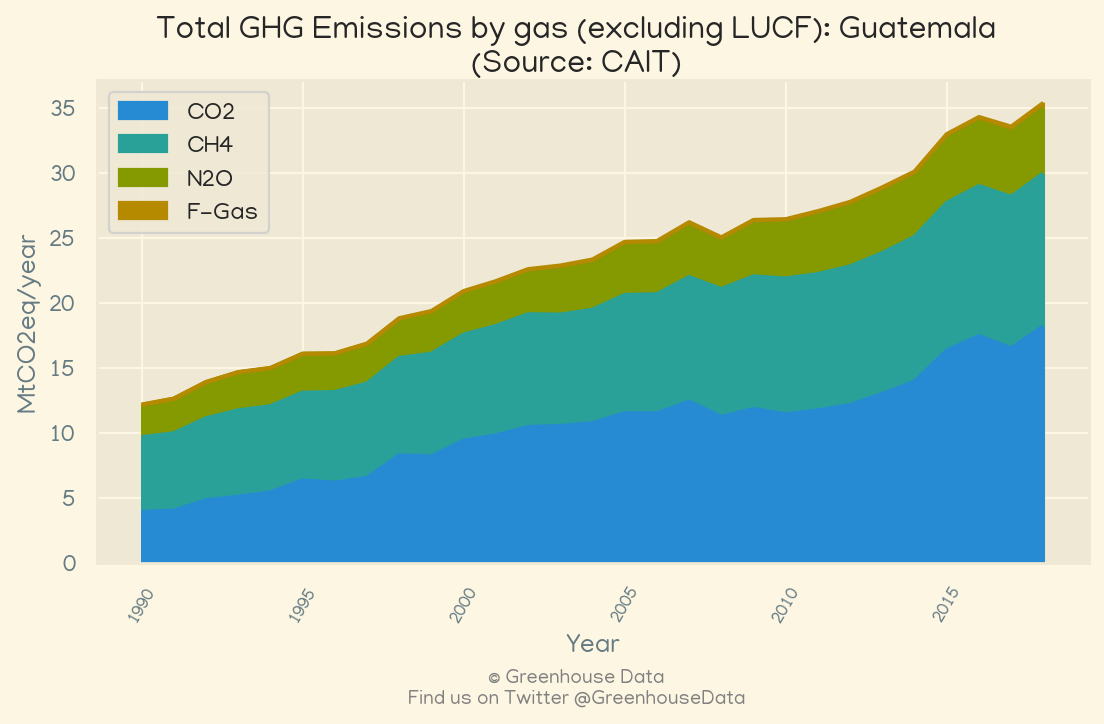 Total GHG Emissions by gas (excluding LUCF): Guatemala
(Source: CAIT)
CO2
CH4
N2O
F-Gas
MtCO2eq/year
35
30
25
20
15
10
5
0
1990
1995
2000
2005
2010
2015
Year
© Greenhouse Data
Find us on Twitter @GreenhouseData